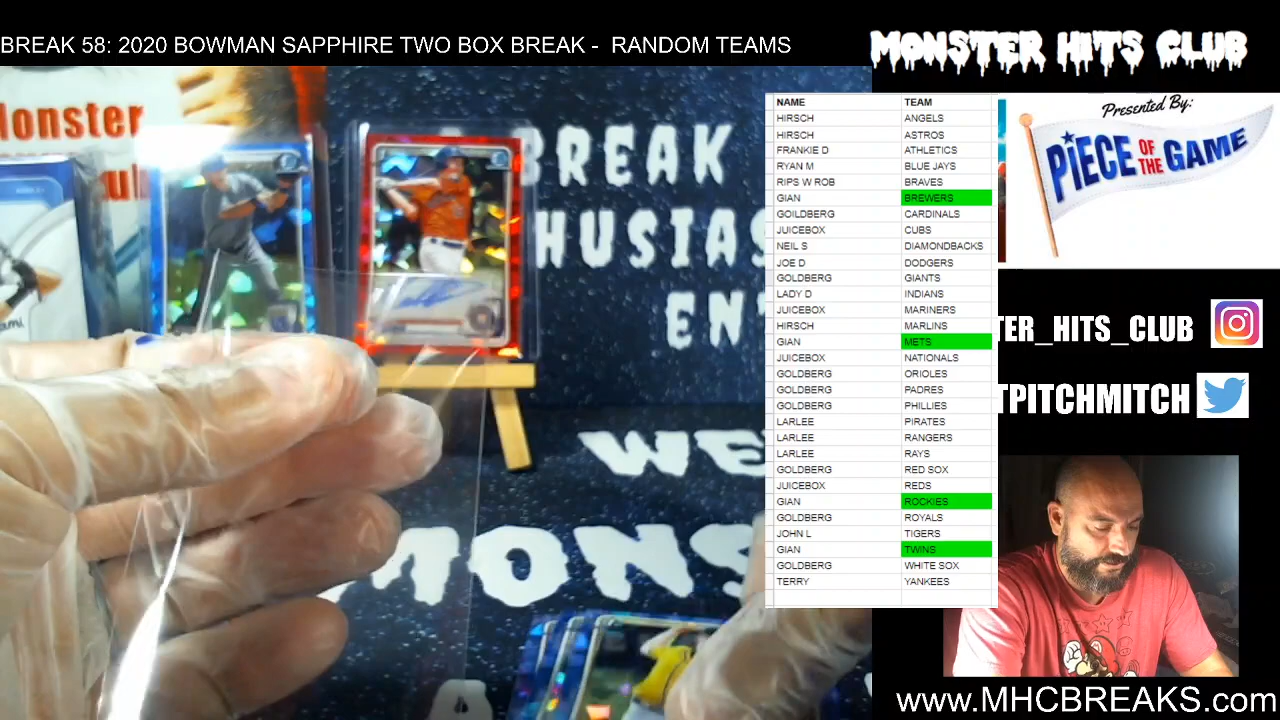 BREAK 58: 2020 BOWMAN SAPPHIRE TWO BOX BREAK - RANDOM TEAMS
MONSTER HITS CLUB
Presented By:
PIECE OF THE GAME
Monster
BREAK
HUSIAS
EN
WE
MONS
NAME TEAM
HIRSCH ANGELS
HIRSCH ASTROS
FRANKIE D ATHLETICS
RYAN M BLUE JAYS
RIPS W ROB BRAVES
GIAN BREWERS
GOILDBERG CARDINALS
JUICEBOX CUBS
NEIL S DIAMONDBACKS
JOE D DODGERS
GOLDBERG GIANTS
LADY D INDIANS
JUICEBOX MARINERS
HIRSCH MARLINS
GIAN METS
JUICEBOX NATIONALS
GOLDBERG ORIOLES
GOLDBERG PADRES
GOLDBERG PHILLIES
LARLEE PIRATES
LARLEE RANGERS
LARLEE RAYS
GOLDBERG RED SOX
JUICEBOX REDS
GIAN ROCKIES
GOLDBERG ROYALS
JOHN L TIGERS
GIAN TWINS
GOLDBERG WHITE SOX
TERRY YANKEES
TER_HITS_CLUB
TPITCHMITCH
www.MHCBREAKS.com